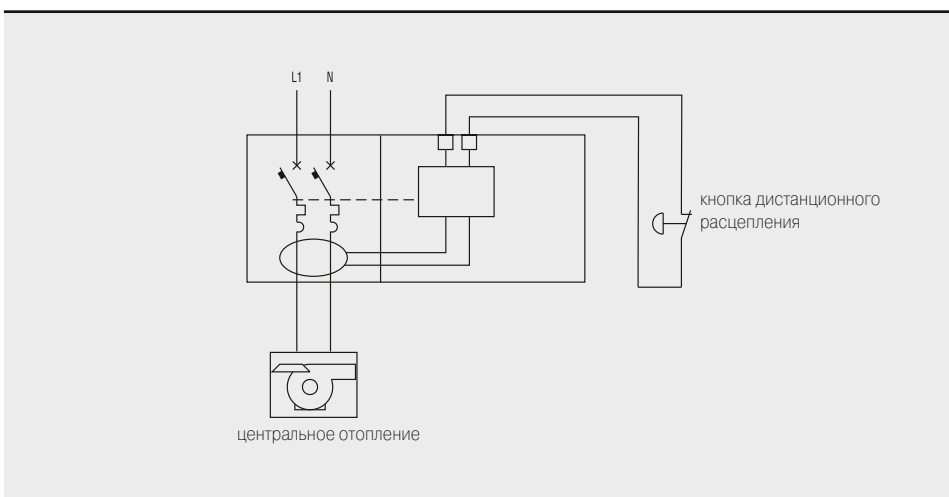 L1 N
кнопка дистанционного
расцепления
центральное отопление